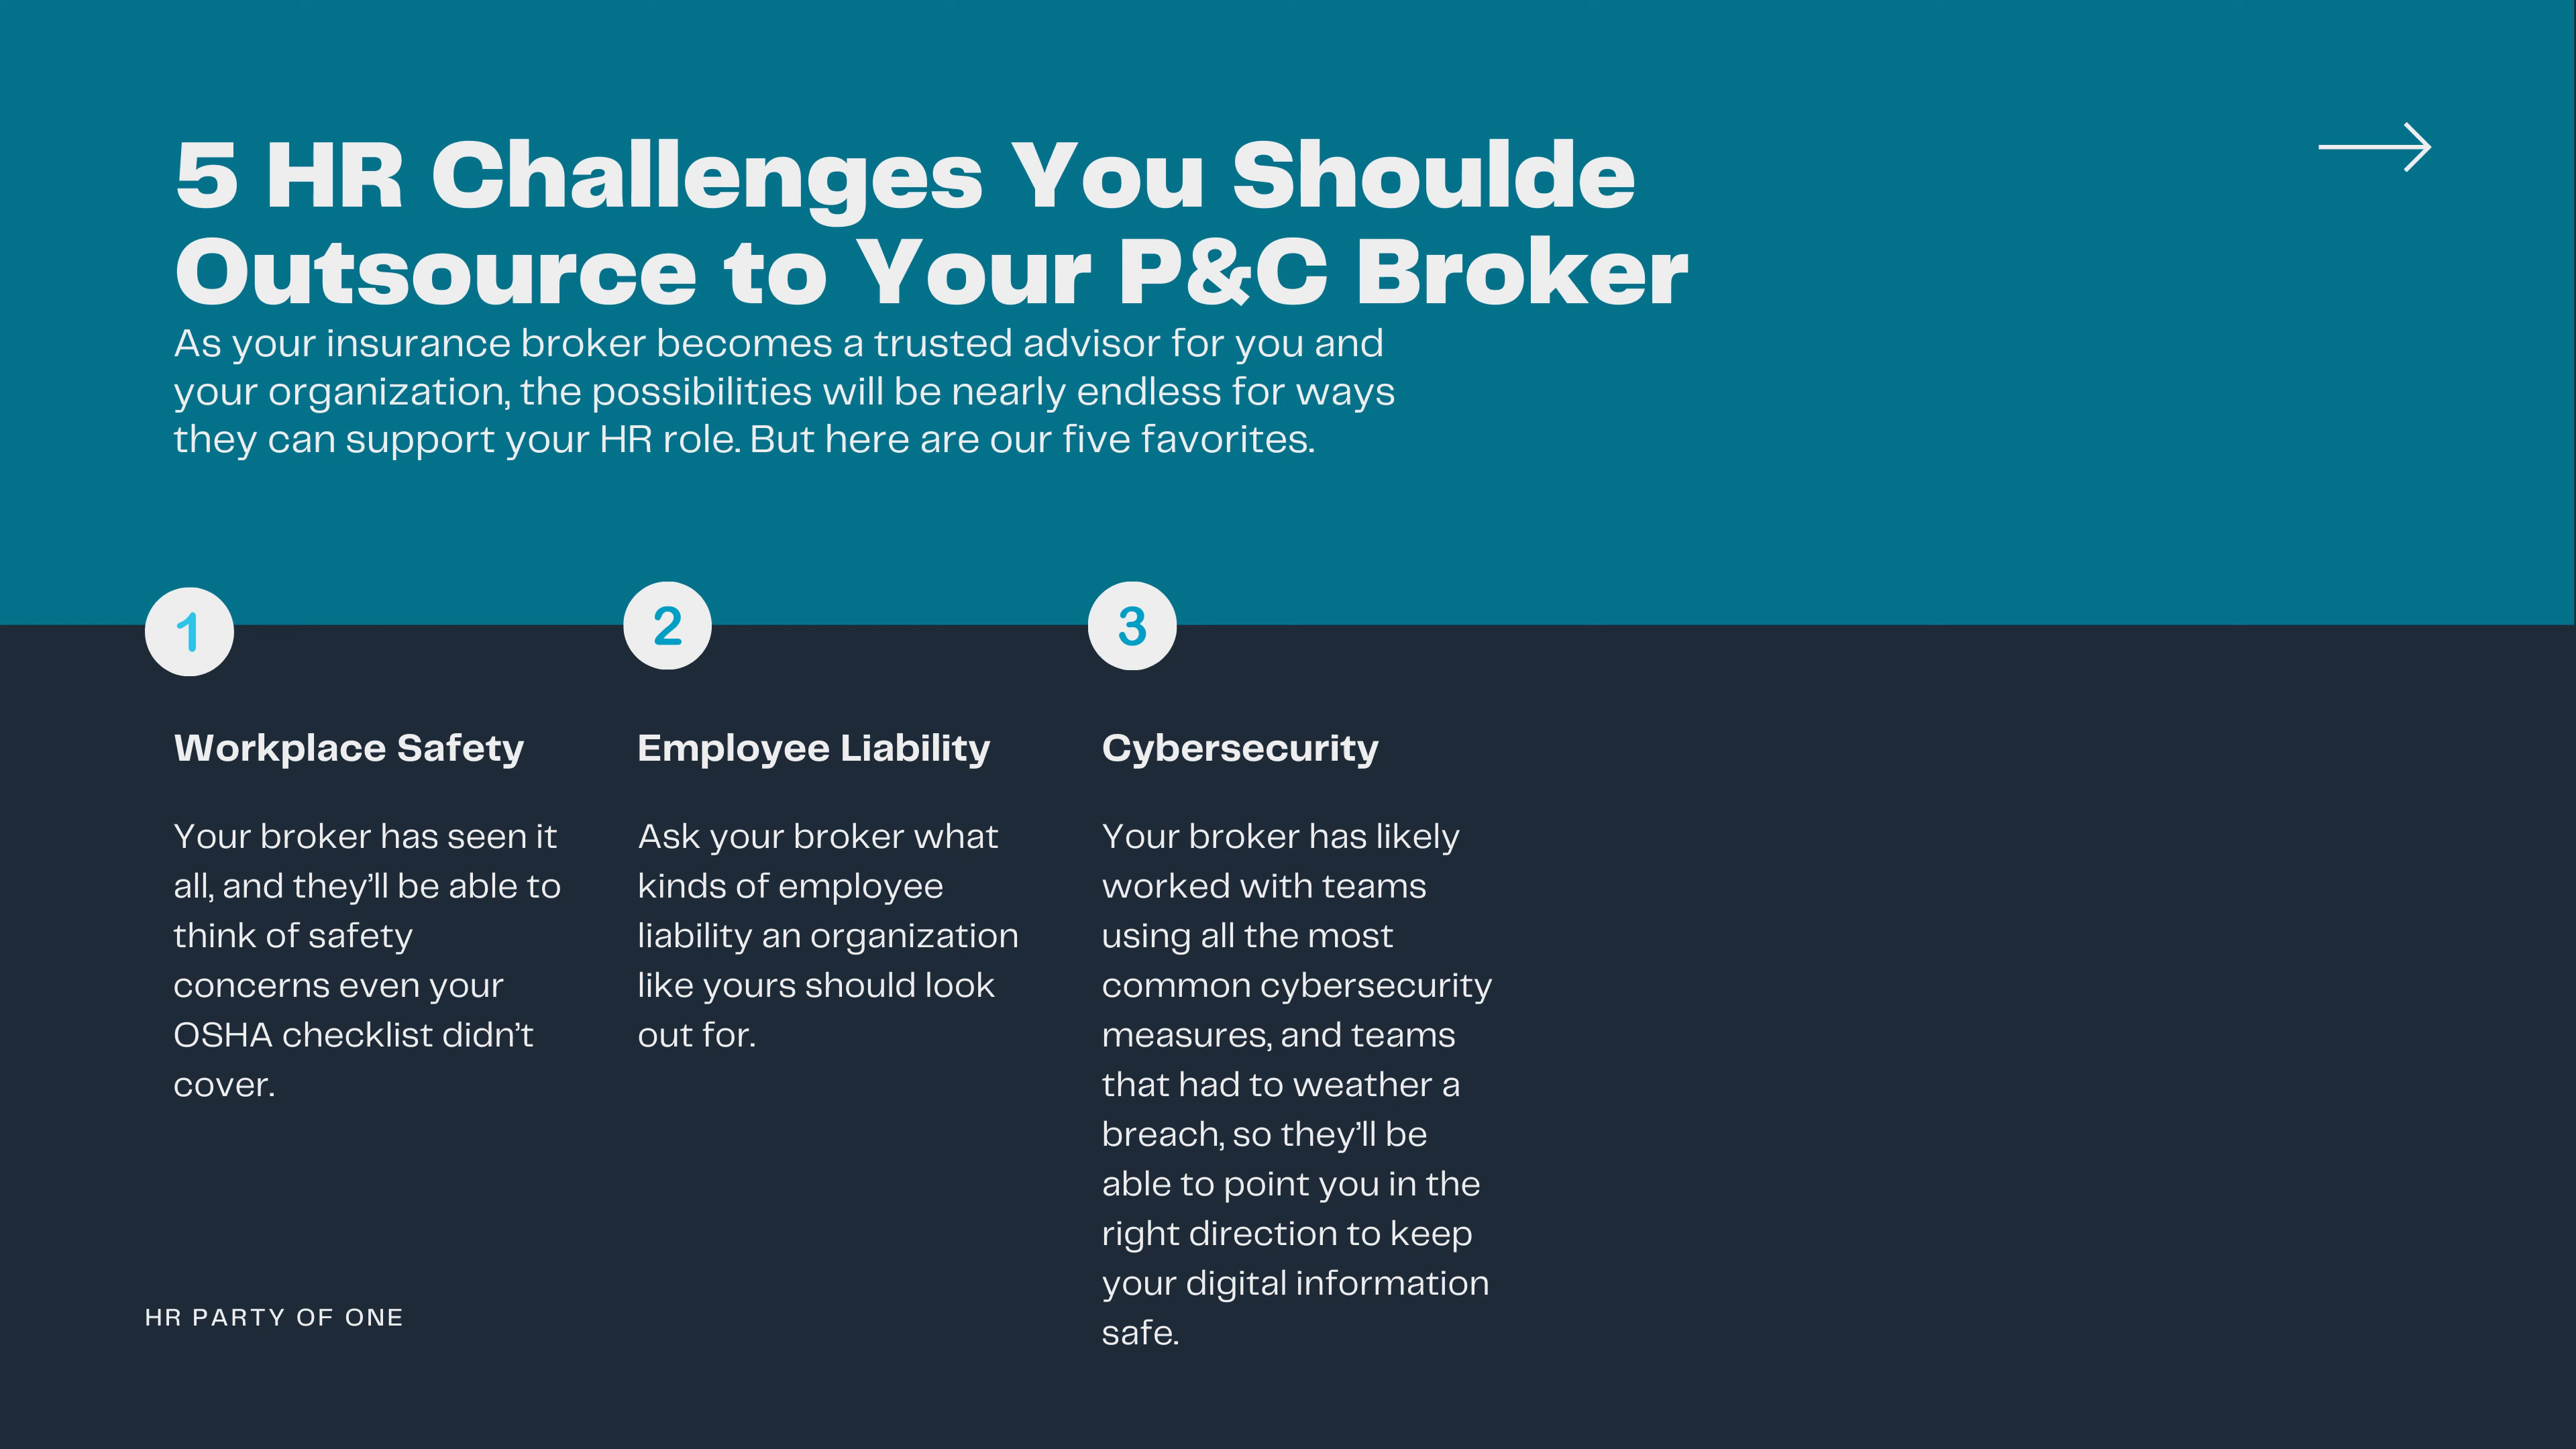 5 HR Challenges You Shoulde
Outsource to Your P&C Broker
As your insurance broker becomes a trusted advisor for you and
your organization, the possibilities will be nearly endless for ways
they can support your HR role. But here are our five favorites.
1
Workplace Safety
Your broker has seen it
all, and they’ll be able to
think of safety
concerns even your
OSHA checklist didn’t
cover.
2
Employee Liability
Ask your broker what
kinds of employee
liability an organization
like yours should look
out for.
3
Cybersecurity
Your broker has likely
worked with teams
using all the most
common cybersecurity
measures, and teams
that had to weather a
breach, so they’ll be
able to point you in the
right direction to keep
your digital information
safe.
HR PARTY OF ONE